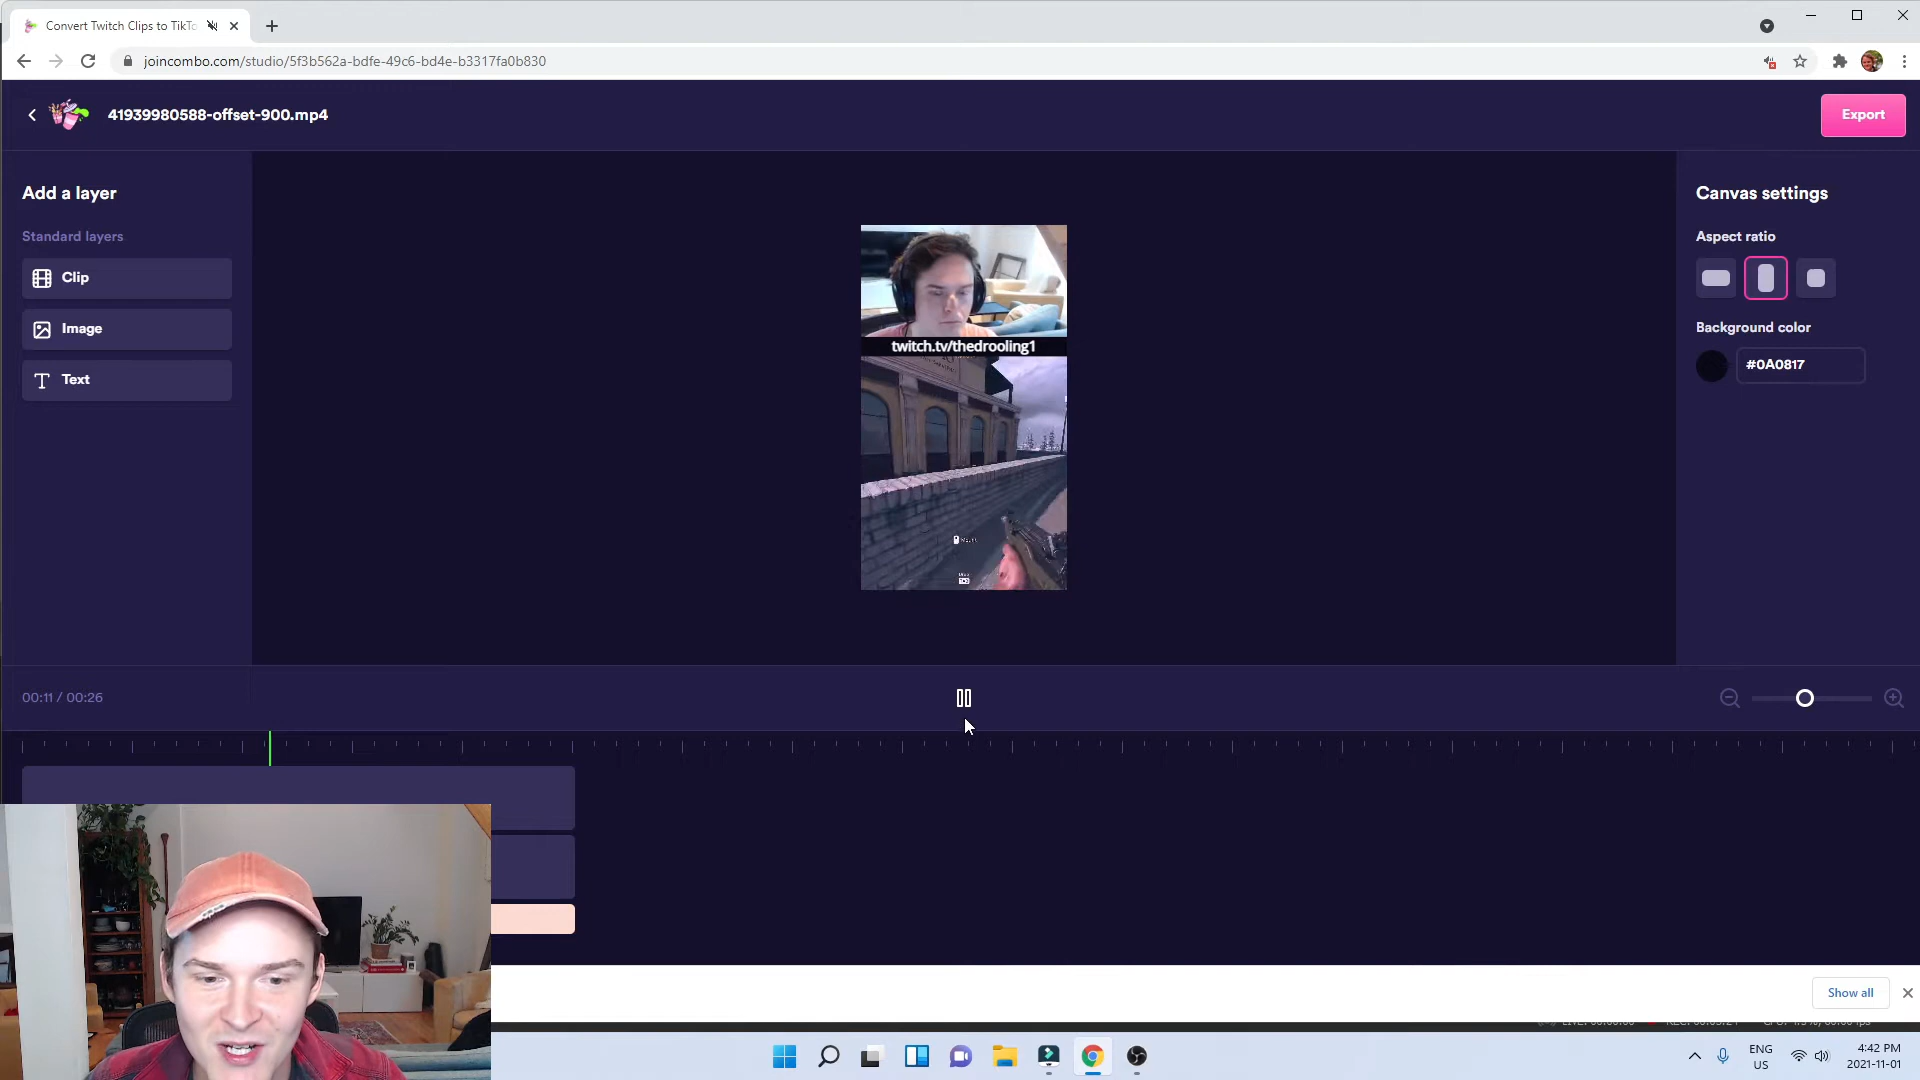 Convert Twitch Clips to TikTo
joincombo.com/studio/5f3b562a-bdfe-49c6-bd4e-b3317fa0b830
41939980588-offset-900.mp4
Export
Add a layer
Standard layers
Clip
Image
Text
twitch.tv/thedrooling1
Canvas settings
Aspect ratio
Background color
#0A0817
00:11 / 00:26
Show all
ENG
US
4:42 PM
2021-11-01